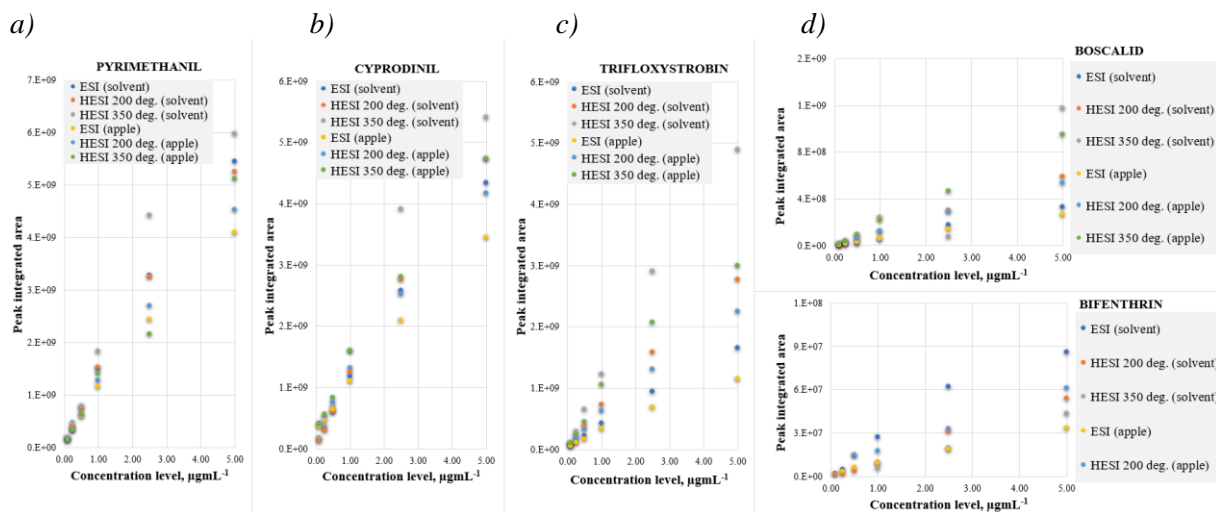 a)
PYRIMETHANIL
ESI (solvent)
HESI 200 deg. (solvent)
HESI 350 deg. (solvent)
ESI (apple)
HESI 200 deg. (apple)
HESI 350 deg. (apple)
7.E+09
6.E+09
5.E+09
4.E+09
3.E+09
2.E+09
1.E+09
0.E+00
Peak integrated area
0.00 1.00 2.00 3.00 4.00 5.00
Concentration level, µgmL⁻¹
b)
CYPRODINIL
ESI (solvent)
HESI 200 deg. (solvent)
HESI 350 deg. (solvent)
ESI (apple)
HESI 200 deg. (apple)
HESI 350 deg. (apple)
6.E+09
5.E+09
4.E+09
3.E+09
2.E+09
1.E+09
0.E+00
Peak integrated area
0.00 1.00 2.00 3.00 4.00 5.00
Concentration level, µgmL⁻¹
c)
TRIFLOXYSTROBIN
ESI (solvent)
HESI 200 deg. (solvent)
HESI 350 deg. (solvent)
ESI (apple)
HESI 200 deg. (apple)
HESI 350 deg. (apple)
6.E+09
5.E+09
4.E+09
3.E+09
2.E+09
1.E+09
0.E+00
Peak integrated area
0.00 1.00 2.00 3.00 4.00 5.00
Concentration level, µgmL⁻¹
d)
BOSCALID
2.E+09
1.E+09
8.E+08
4.E+08
0.E+00
Peak integrated area
0.00 1.00 2.00 3.00 4.00 5.00
Concentration level, µgmL⁻¹
ESI (solvent)
HESI 200 deg. (solvent)
HESI 350 deg. (solvent)
ESI (apple)
HESI 200 deg. (apple)
HESI 350 deg. (apple)
BIFENTHRIN
1.E+08
9.E+07
6.E+07
3.E+07
0.E+00
Peak integrated area
0.00 1.00 2.00 3.00 4.00 5.00
Concentration level, µgmL⁻¹
ESI (solvent)
HESI 200 deg. (solvent)
HESI 350 deg. (solvent)
ESI (apple)
HESI 200 deg. (apple)